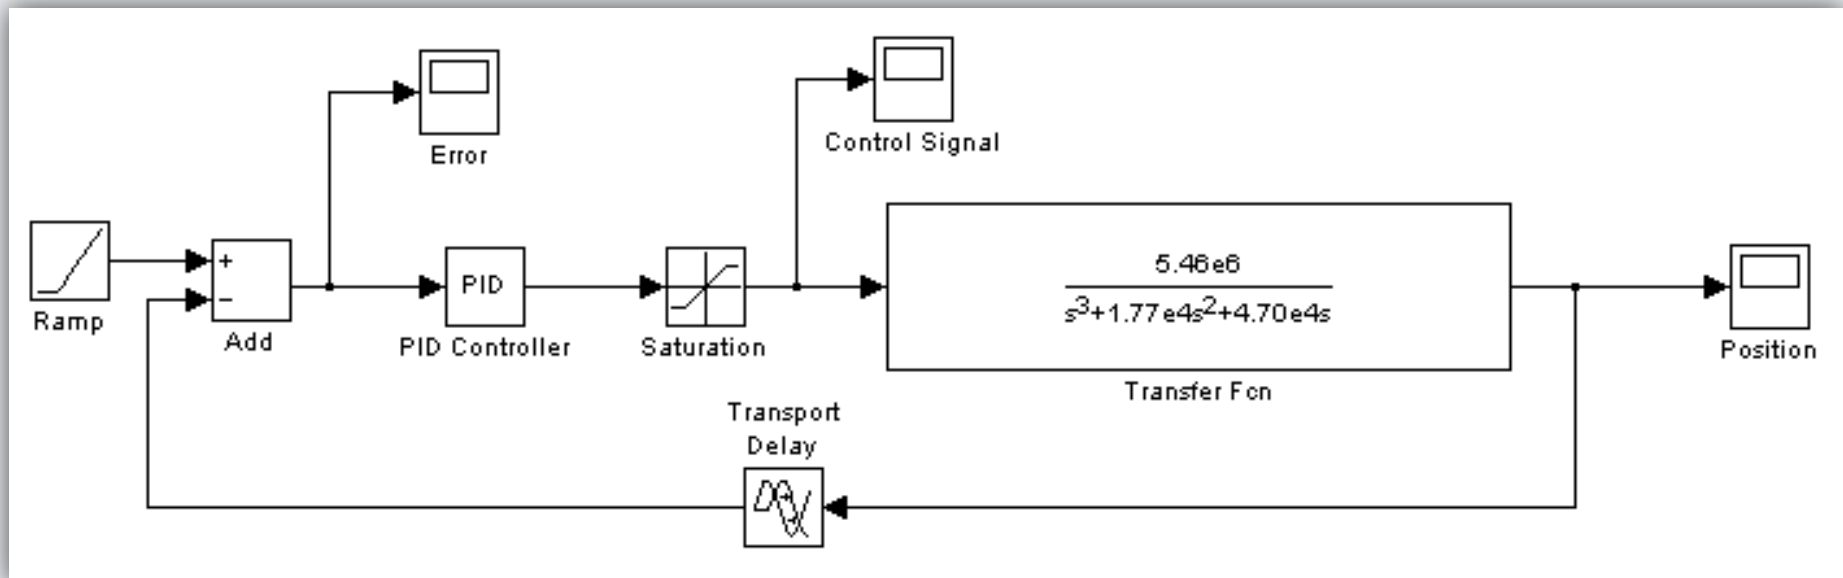 Error
Control Signal
Ramp
+
−
Add
PID
PID Controller
Saturation
5.46e6
s³+1.77e4s²+4.70e4s
Transfer Fcn
Position
Transport
Delay